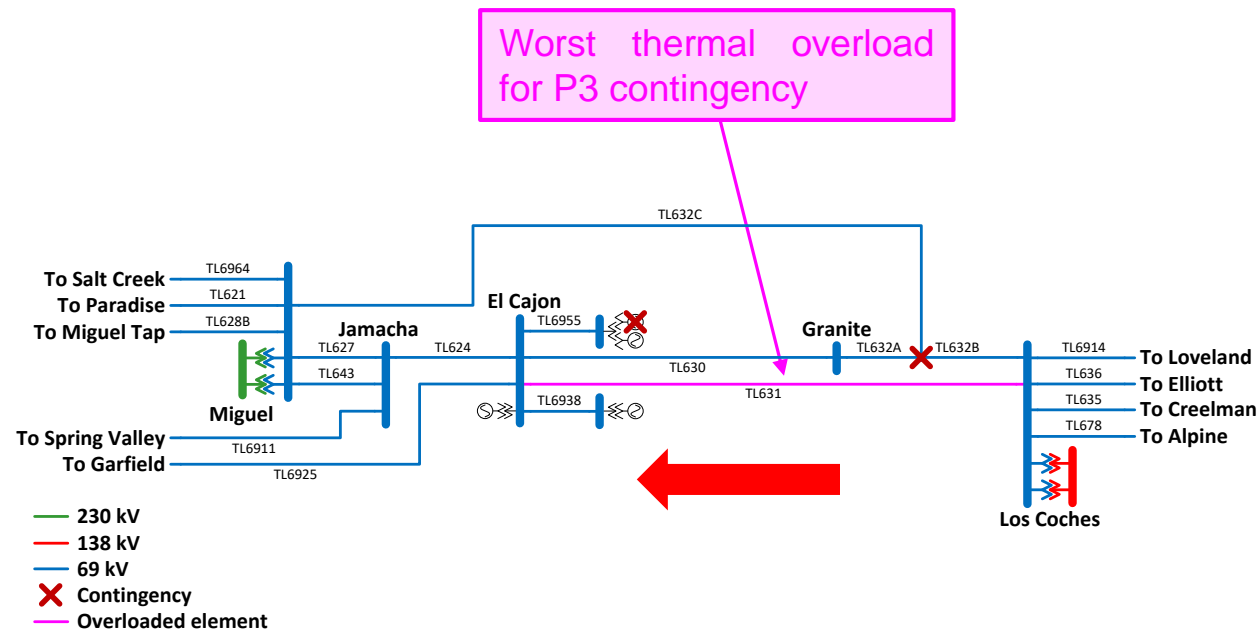 Worst thermal overload
for P3 contingency
TL632C
To Salt Creek
TL6964
To Paradise
TL621
To Miguel Tap
TL628B
Jamacha
El Cajon
TL6955
Granite
TL627
TL624
TL632A
TL632B
TL6914
To Loveland
TL643
TL630
TL636
To Elliott
TL631
Miguel
TL6938
TL635
To Creelman
TL678
To Alpine
To Spring Valley
TL6911
To Garfield
TL6925
Los Coches
230 kV
138 kV
69 kV
Contingency
Overloaded element